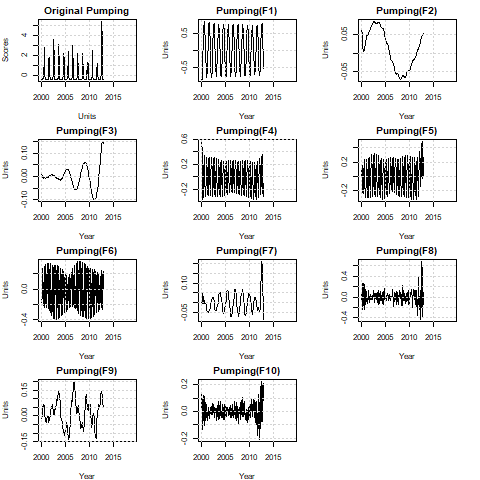 Original Pumping
Scores
4
2
0
2000 2005 2010 2015
Units
Pumping(F1)
Units
0.5
-0.5
2000 2005 2010 2015
Year
Pumping(F2)
Units
0.05
-0.05
2000 2005 2010 2015
Year
Pumping(F3)
Units
0.00
-0.10
2000 2005 2010 2015
Year
Pumping(F4)
Units
0.6
0.2
-0.2
2000 2005 2010 2015
Year
Pumping(F5)
Units
0.2
-0.2
2000 2005 2010 2015
Year
Pumping(F6)
Units
0.0
-0.4
2000 2005 2010 2015
Year
Pumping(F7)
Units
0.15
0.05
-0.05
2000 2005 2010 2015
Year
Pumping(F8)
Units
0.4
0.0
-0.4
2000 2005 2010 2015
Year
Pumping(F9)
Units
0.15
0.00
-0.15
2000 2005 2010 2015
Year
Pumping(F10)
Units
0.2
0.0
-0.2
2000 2005 2010 2015
Year